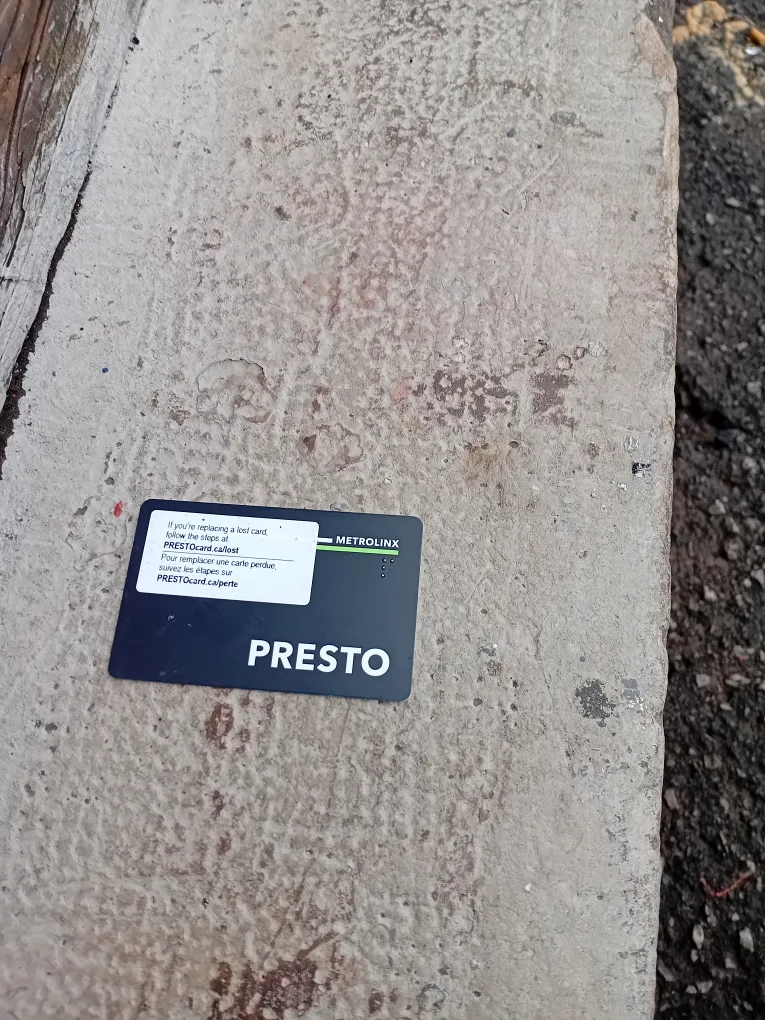 If you're replacing a lost card,
follow the steps at
PRESTOcard.ca/lost
Pour remplacer une carte perdue,
suivez les étapes sur
PRESTOcard.ca/perte
METROLINX
PRESTO